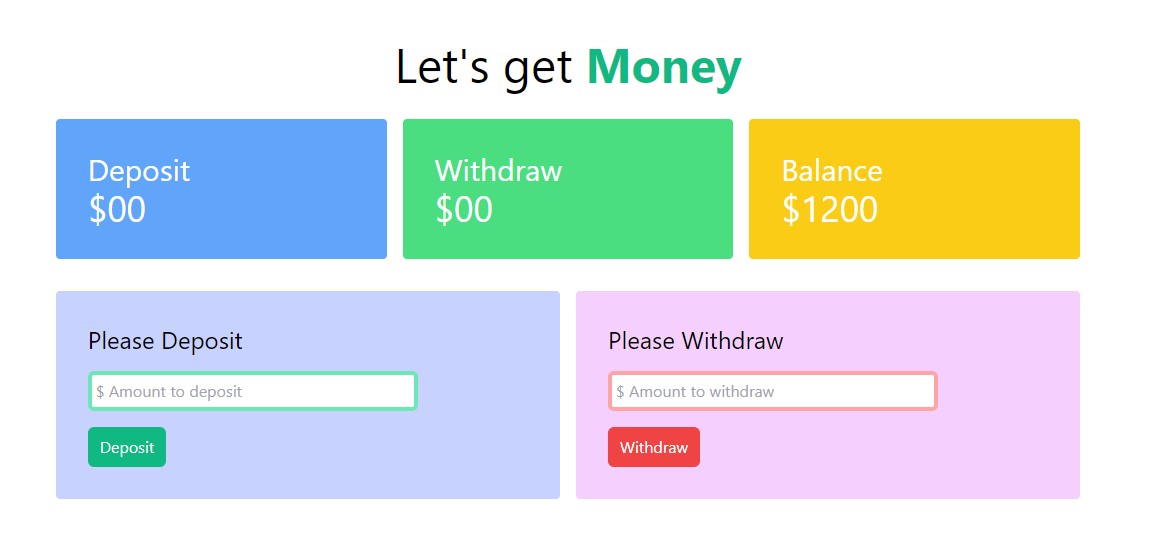 Let's get Money
Deposit
$00
Withdraw
$00
Balance
$1200
Please Deposit
$ Amount to deposit
Deposit
Please Withdraw
$ Amount to withdraw
Withdraw